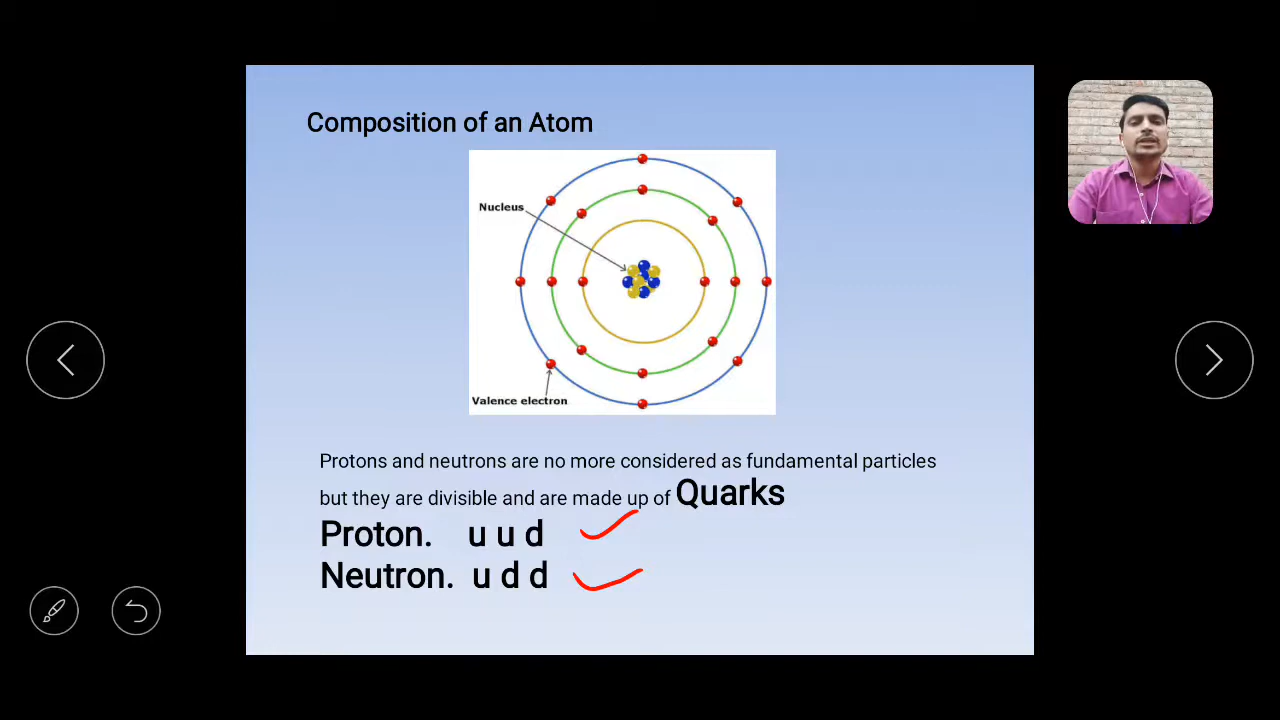 Composition of an Atom
Nucleus
Valence electron
Protons and neutrons are no more considered as fundamental particles
but they are divisible and are made up of Quarks
Proton. u u d
Neutron. u d d